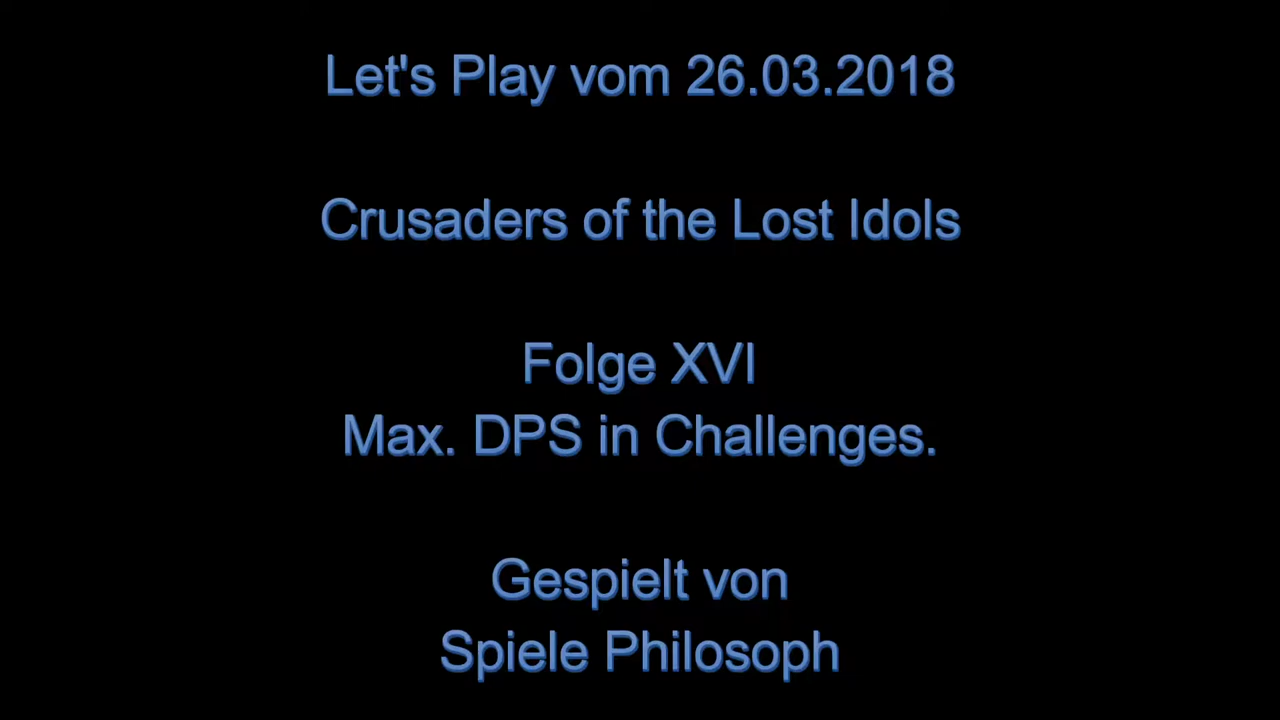 Let's Play vom 26.03.2018
Crusaders of the Lost Idols
Folge XVI
Max. DPS in Challenges.
Gespielt von
Spiele Philosoph